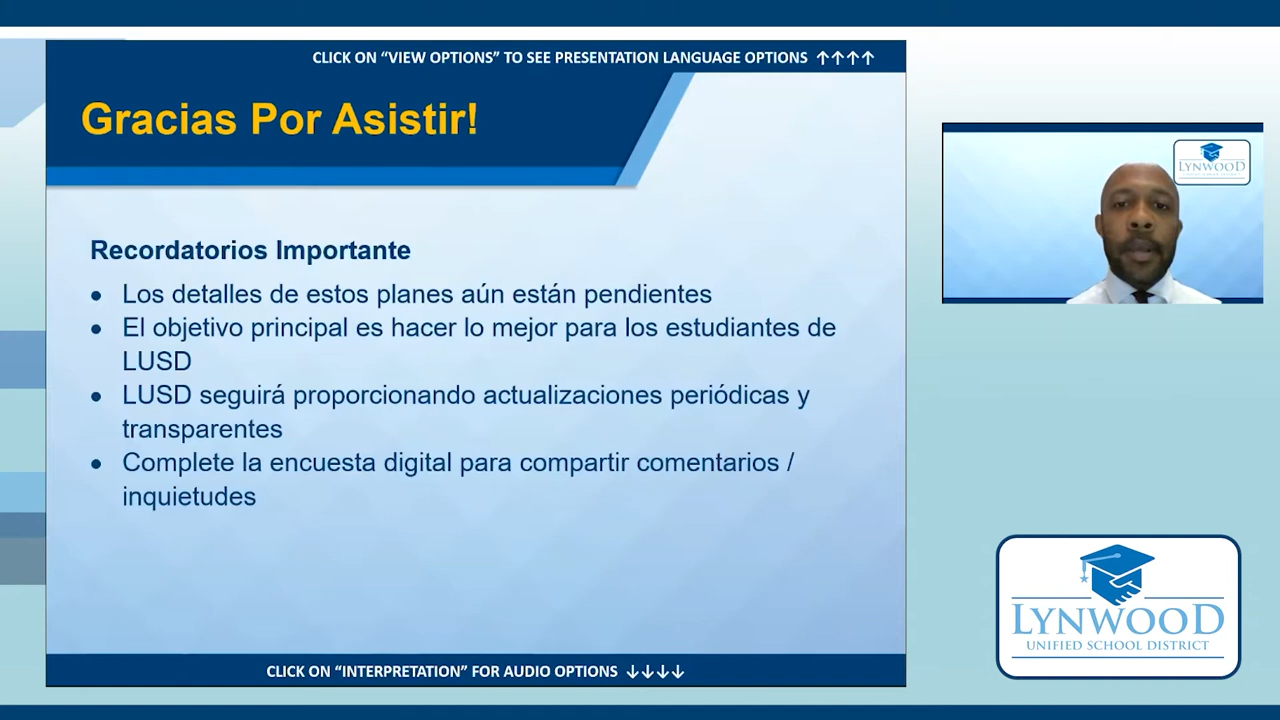 CLICK ON “VIEW OPTIONS” TO SEE PRESENTATION LANGUAGE OPTIONS ↑↑↑↑
Gracias Por Asistir!
Recordatorios Importante
● Los detalles de estos planes aún están pendientes
● El objetivo principal es hacer lo mejor para los estudiantes de
LUSD
● LUSD seguirá proporcionando actualizaciones periódicas y
transparentes
● Complete la encuesta digital para compartir comentarios /
inquietudes
CLICK ON “INTERPRETATION” FOR AUDIO OPTIONS ↓↓↓↓
LYNWOOD
LYNWOOD
UNIFIED SCHOOL DISTRICT